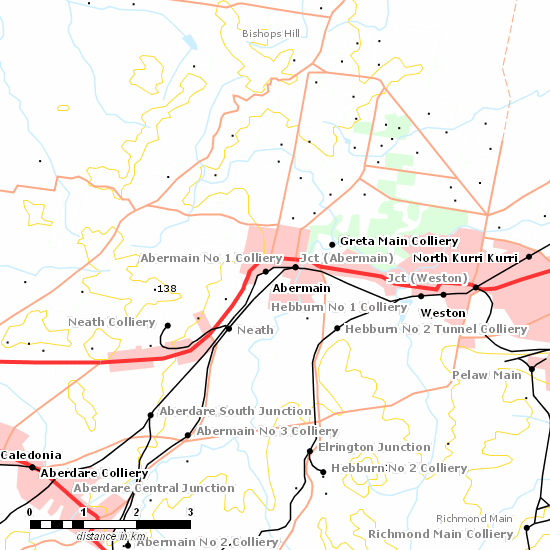 Bishops Hill
Greta Main Colliery
Abermain No 1 Colliery
Jct (Abermain)
North Kurri Kurri
Jct (Weston)
Abermain
138
Hebburn No 1 Colliery
Weston
Neath Colliery
Neath
Hebburn No 2 Tunnel Colliery
Pelaw Main
Aberdare South Junction
Abermain No 3 Colliery
Elrington Junction
Caledonia
Aberdare Colliery
Hebburn No 2 Colliery
Aberdare Central Junction
0 1 2 3
distance in km
Richmond Main
Richmond Main Colliery
Abermain No 2 Colliery